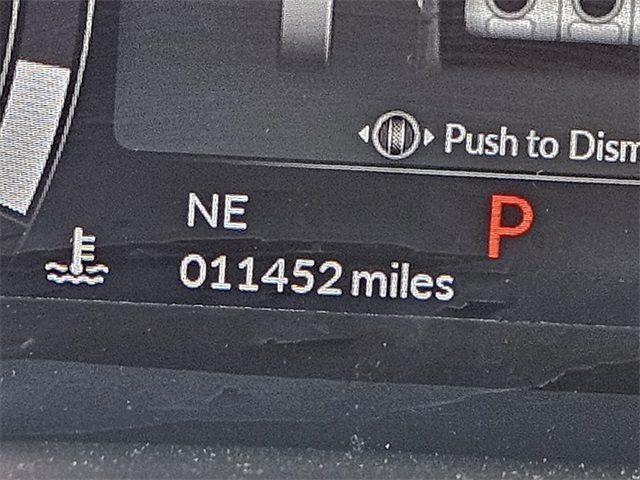 Push to Dism
NE
P
011452 miles